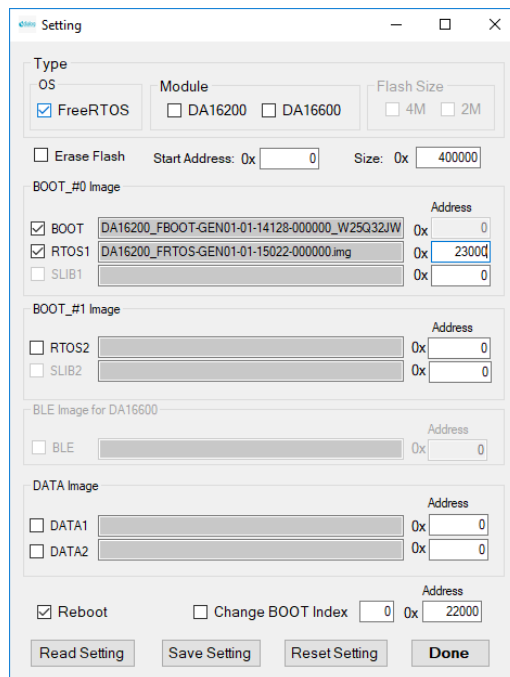 Setting
Type
OS
Module
Flash Size
FreeRTOS
DA16200
DA16600
4M
2M
Erase Flash
Start Address: 0x 0
Size: 0x 400000
BOOT_#0 Image
Address
BOOT DA16200_FBOOT-GEN01-01-14128-000000_W25Q32JW 0x 0
RTOS1 DA16200_FRTOS-GEN01-01-15022-000000.img 0x 23000
SLIB1 0x 0
BOOT_#1 Image
Address
RTOS2 0x 0
SLIB2 0x 0
BLE Image for DA16600
Address
BLE 0x 0
DATA Image
Address
DATA1 0x 0
DATA2 0x 0
Address
Reboot
Change BOOT Index 0 0x 22000
Read Setting
Save Setting
Reset Setting
Done